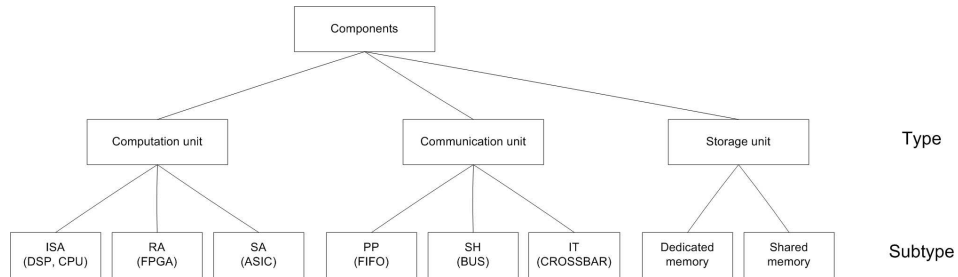 Components
Computation unit
Communication unit
Storage unit
Type
ISA
(DSP, CPU)
RA
(FPGA)
SA
(ASIC)
PP
(FIFO)
SH
(BUS)
IT
(CROSSBAR)
Dedicated
memory
Shared
memory
Subtype